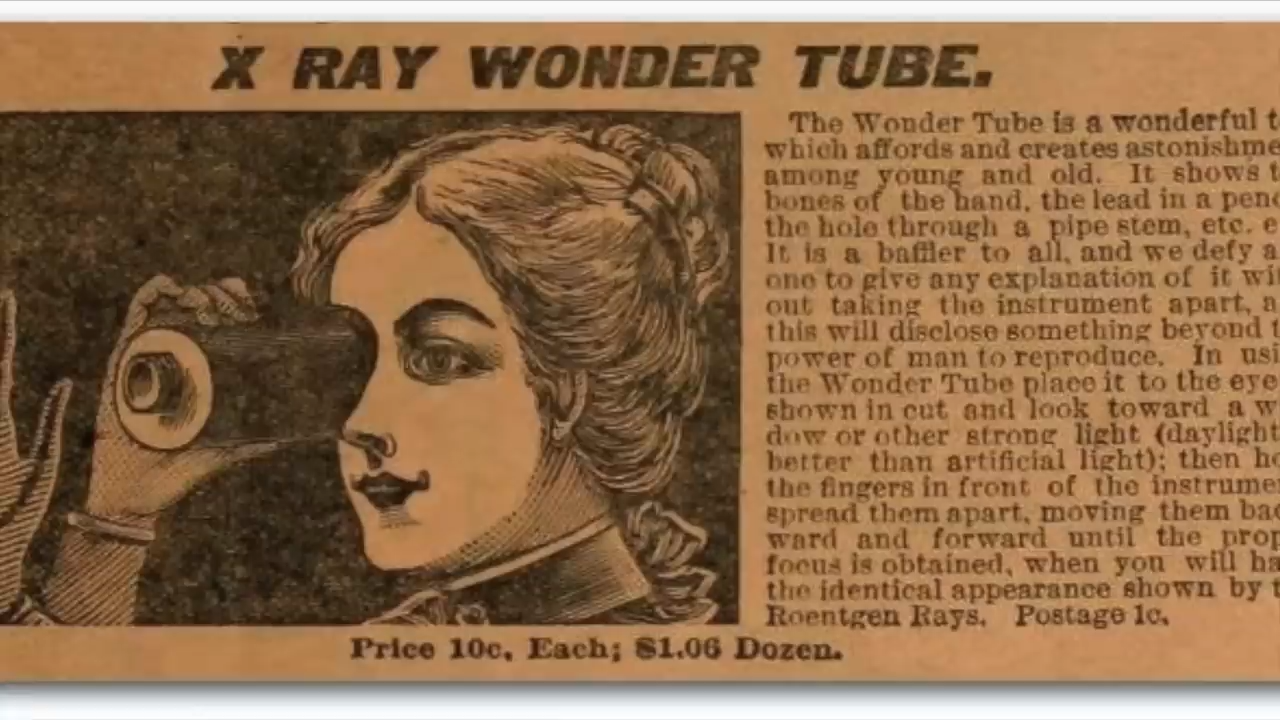 X RAY WONDER TUBE.
The Wonder Tube is a wonderful t
which affords and creates astonishme
among young and old. It shows t
bones of the hand, the lead in a penc
the hole through a pipe stem, etc. e
It is a baffler to all, and we defy a
one to give any explanation of it wi
out taking the instrument apart, a
this will disclose something beyond t
power of man to reproduce. In usi
the Wonder Tube place it to the eye
shown in cut and look toward a w
dow or other strong light (daylight
better than artificial light); then ho
the fingers in front of the instrume
spread them apart, moving them bac
ward and forward until the prop
focus is obtained, when you will ha
the identical appearance shown by t
Roentgen Rays. Postage 1c.
Price 10c. Each; $1.06 Dozen.